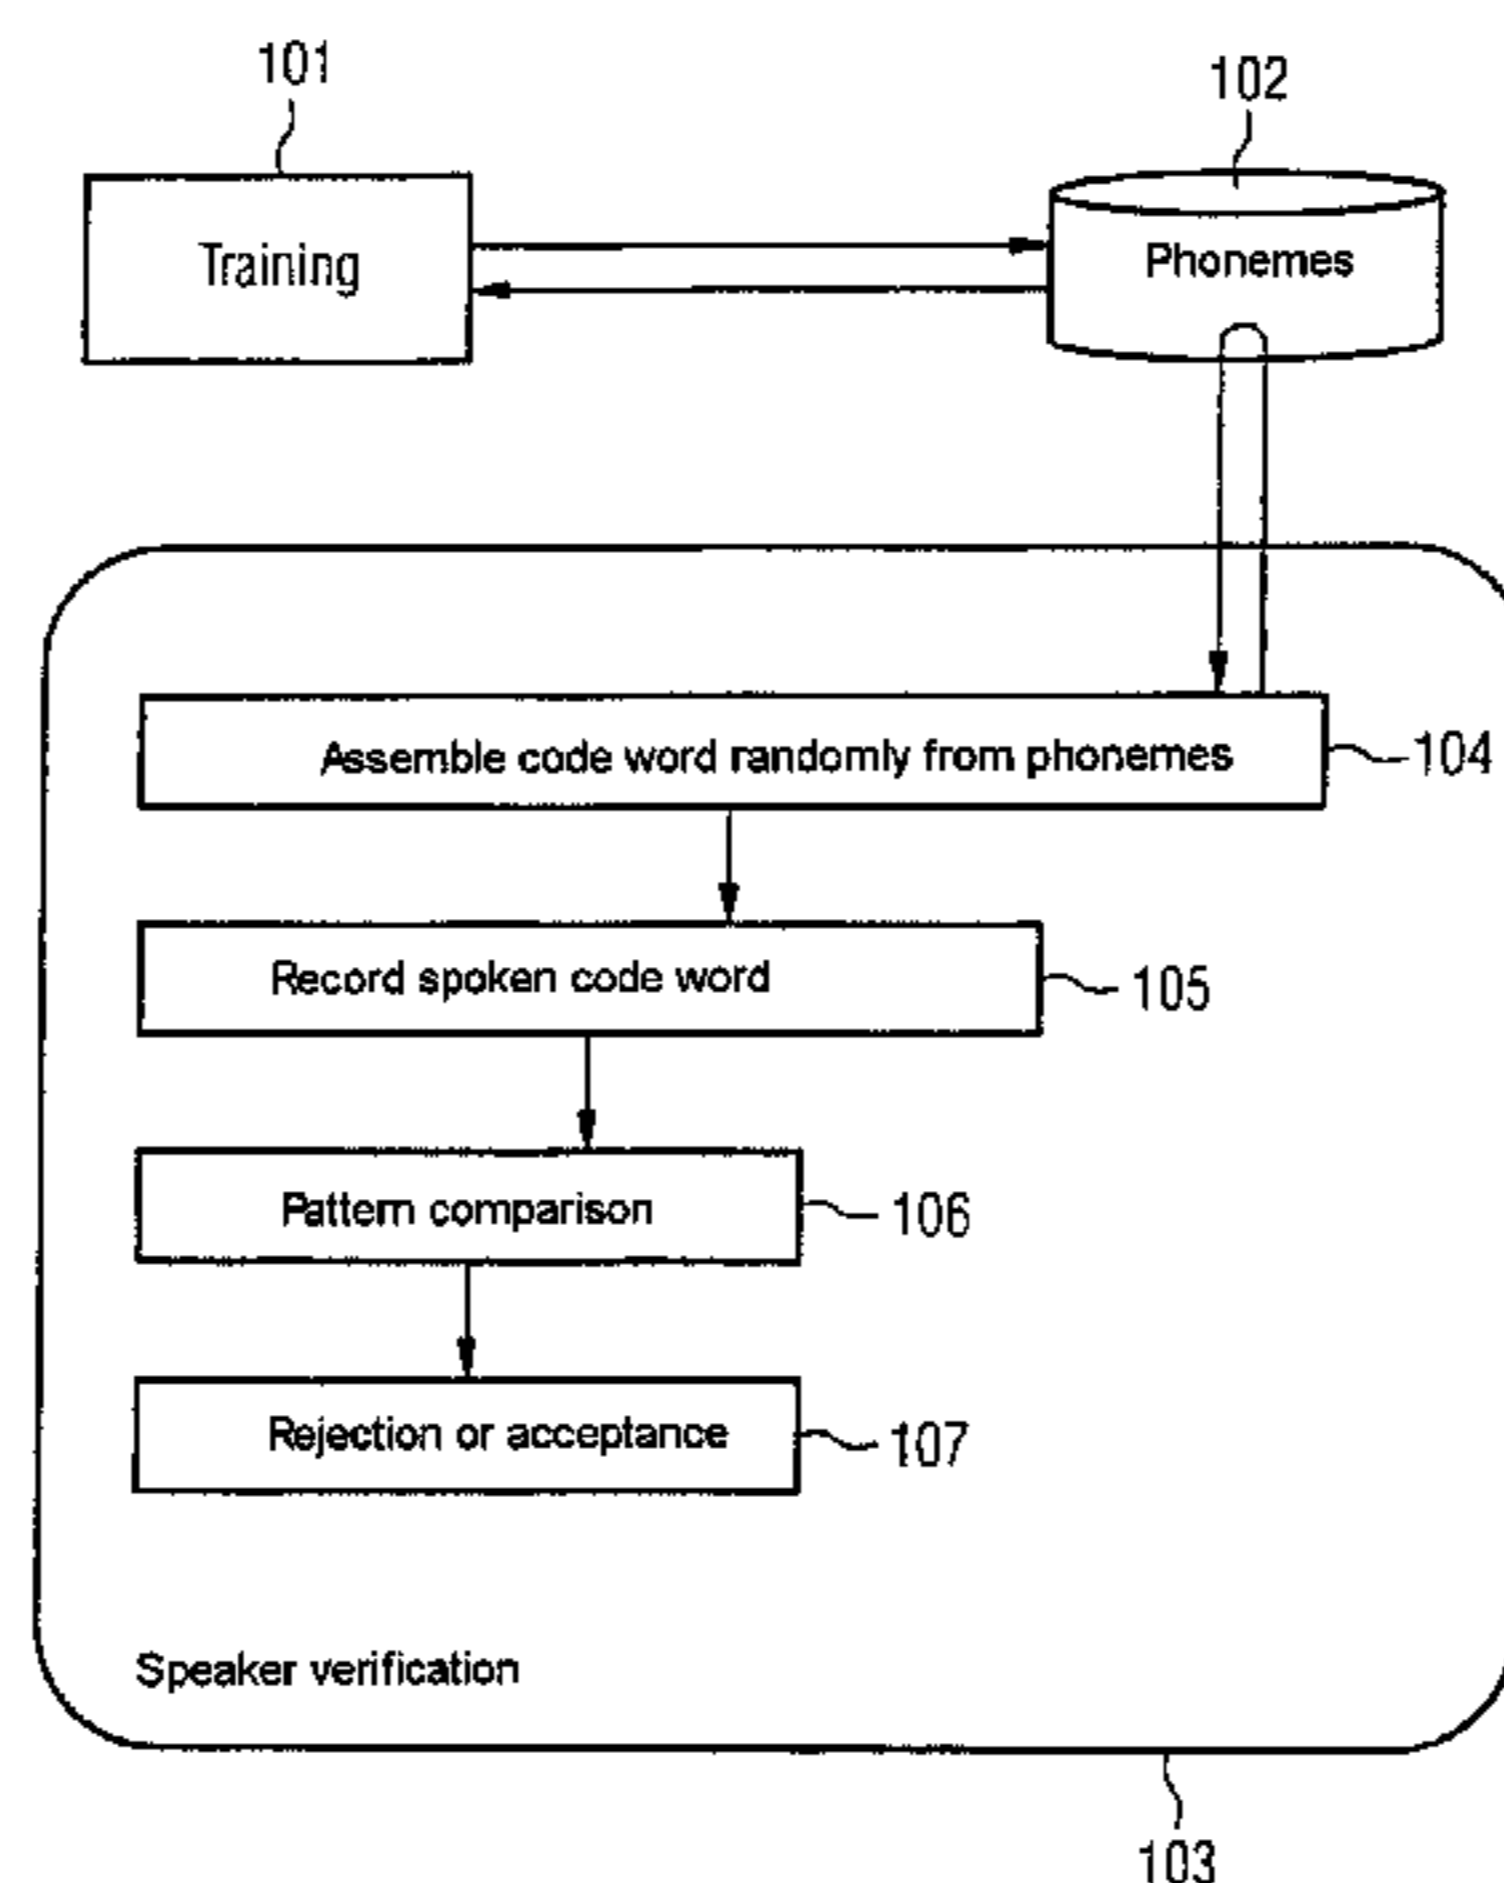 101
102
Training
Phonemes
Assemble code word randomly from phonemes
104
Record spoken code word
105
Pattern comparison
106
Rejection or acceptance
107
Speaker verification
103